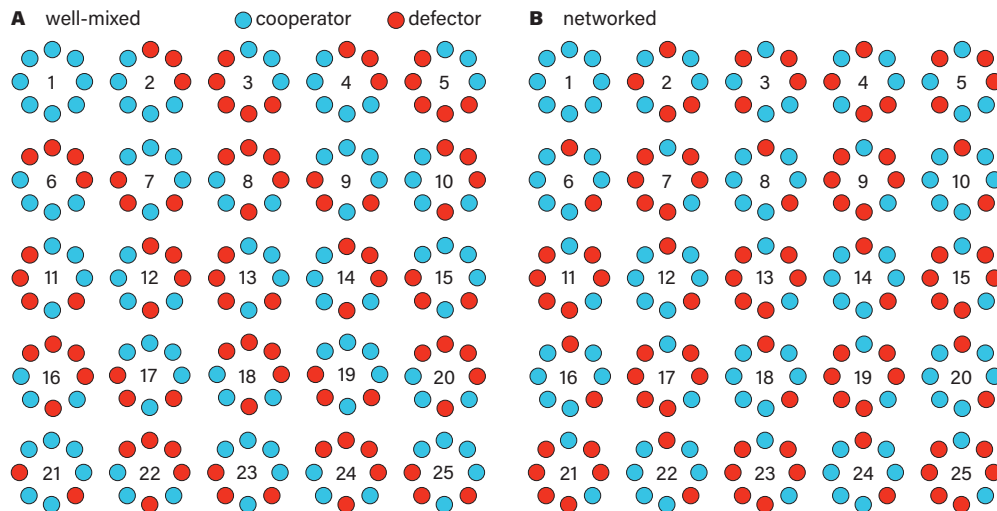 A well-mixed cooperator defector B networked
1 2 3 4 5 1 2 3 4 5
6 7 8 9 10 6 7 8 9 10
11 12 13 14 15 11 12 13 14 15
16 17 18 19 20 16 17 18 19 20
21 22 23 24 25 21 22 23 24 25